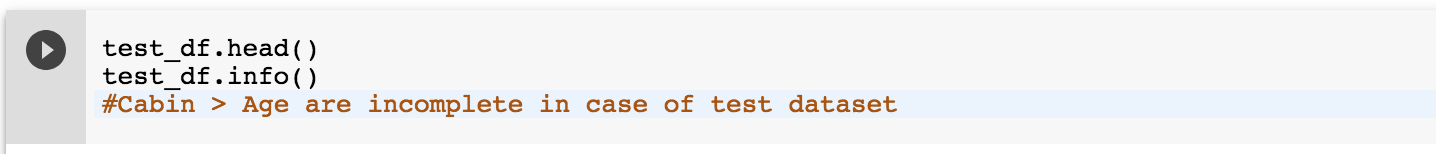 test_df.head()
test_df.info()
#Cabin > Age are incomplete in case of test dataset